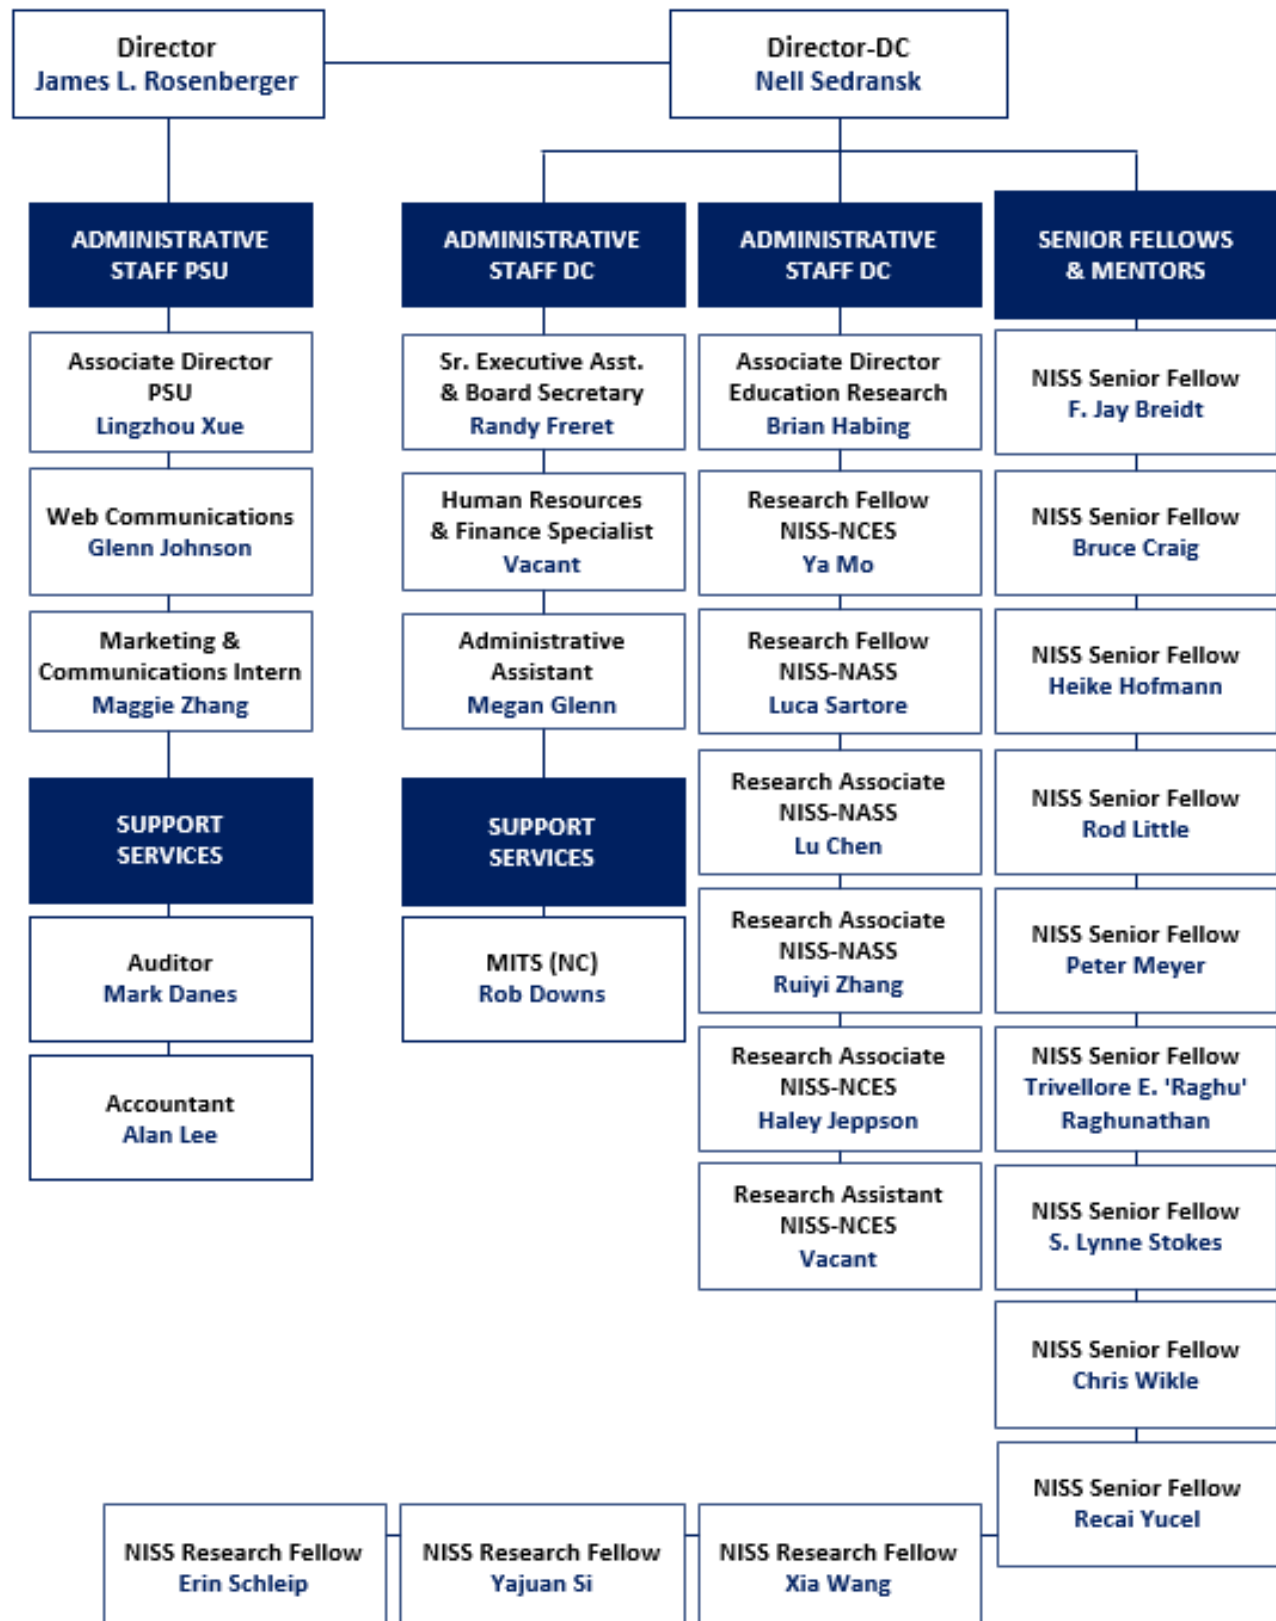 Director
James L. Rosenberger
Director-DC
Nell Sedransk
ADMINISTRATIVE
STAFF PSU
Associate Director
PSU
Lingzhou Xue
Web Communications
Glenn Johnson
Marketing &
Communications Intern
Maggie Zhang
SUPPORT
SERVICES
Auditor
Mark Danes
Accountant
Alan Lee
ADMINISTRATIVE
STAFF DC
Sr. Executive Asst.
& Board Secretary
Randy Freret
Human Resources
& Finance Specialist
Vacant
Administrative
Assistant
Megan Glenn
SUPPORT
SERVICES
MITS (NC)
Rob Downs
ADMINISTRATIVE
STAFF DC
Associate Director
Education Research
Brian Habing
Research Fellow
NISS-NCES
Ya Mo
Research Fellow
NISS-NASS
Luca Sartore
Research Associate
NISS-NASS
Lu Chen
Research Associate
NISS-NASS
Ruiyi Zhang
Research Associate
NISS-NCES
Haley Jeppson
Research Assistant
NISS-NCES
Vacant
SENIOR FELLOWS
& MENTORS
NISS Senior Fellow
F. Jay Breidt
NISS Senior Fellow
Bruce Craig
NISS Senior Fellow
Heike Hofmann
NISS Senior Fellow
Rod Little
NISS Senior Fellow
Peter Meyer
NISS Senior Fellow
Trivellore E. 'Raghu'
Raghunathan
NISS Senior Fellow
S. Lynne Stokes
NISS Senior Fellow
Chris Wikle
NISS Senior Fellow
Recai Yucel
NISS Research Fellow
Erin Schleip
NISS Research Fellow
Yajuan Si
NISS Research Fellow
Xia Wang